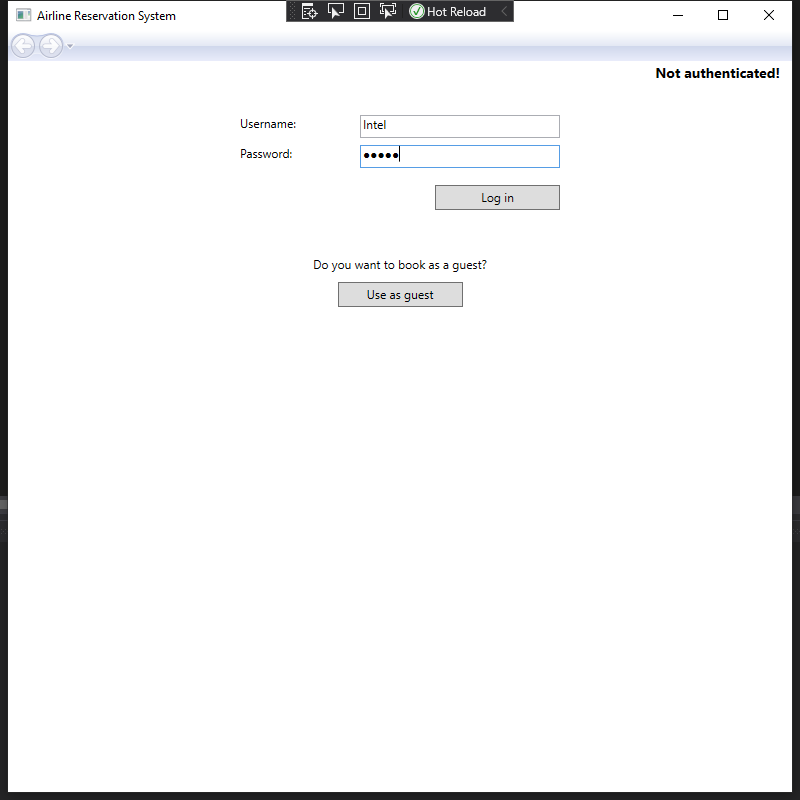 Airline Reservation System
Hot Reload
Not authenticated!
Username:
Intel
Password:
●●●●●
Log in
Do you want to book as a guest?
Use as guest